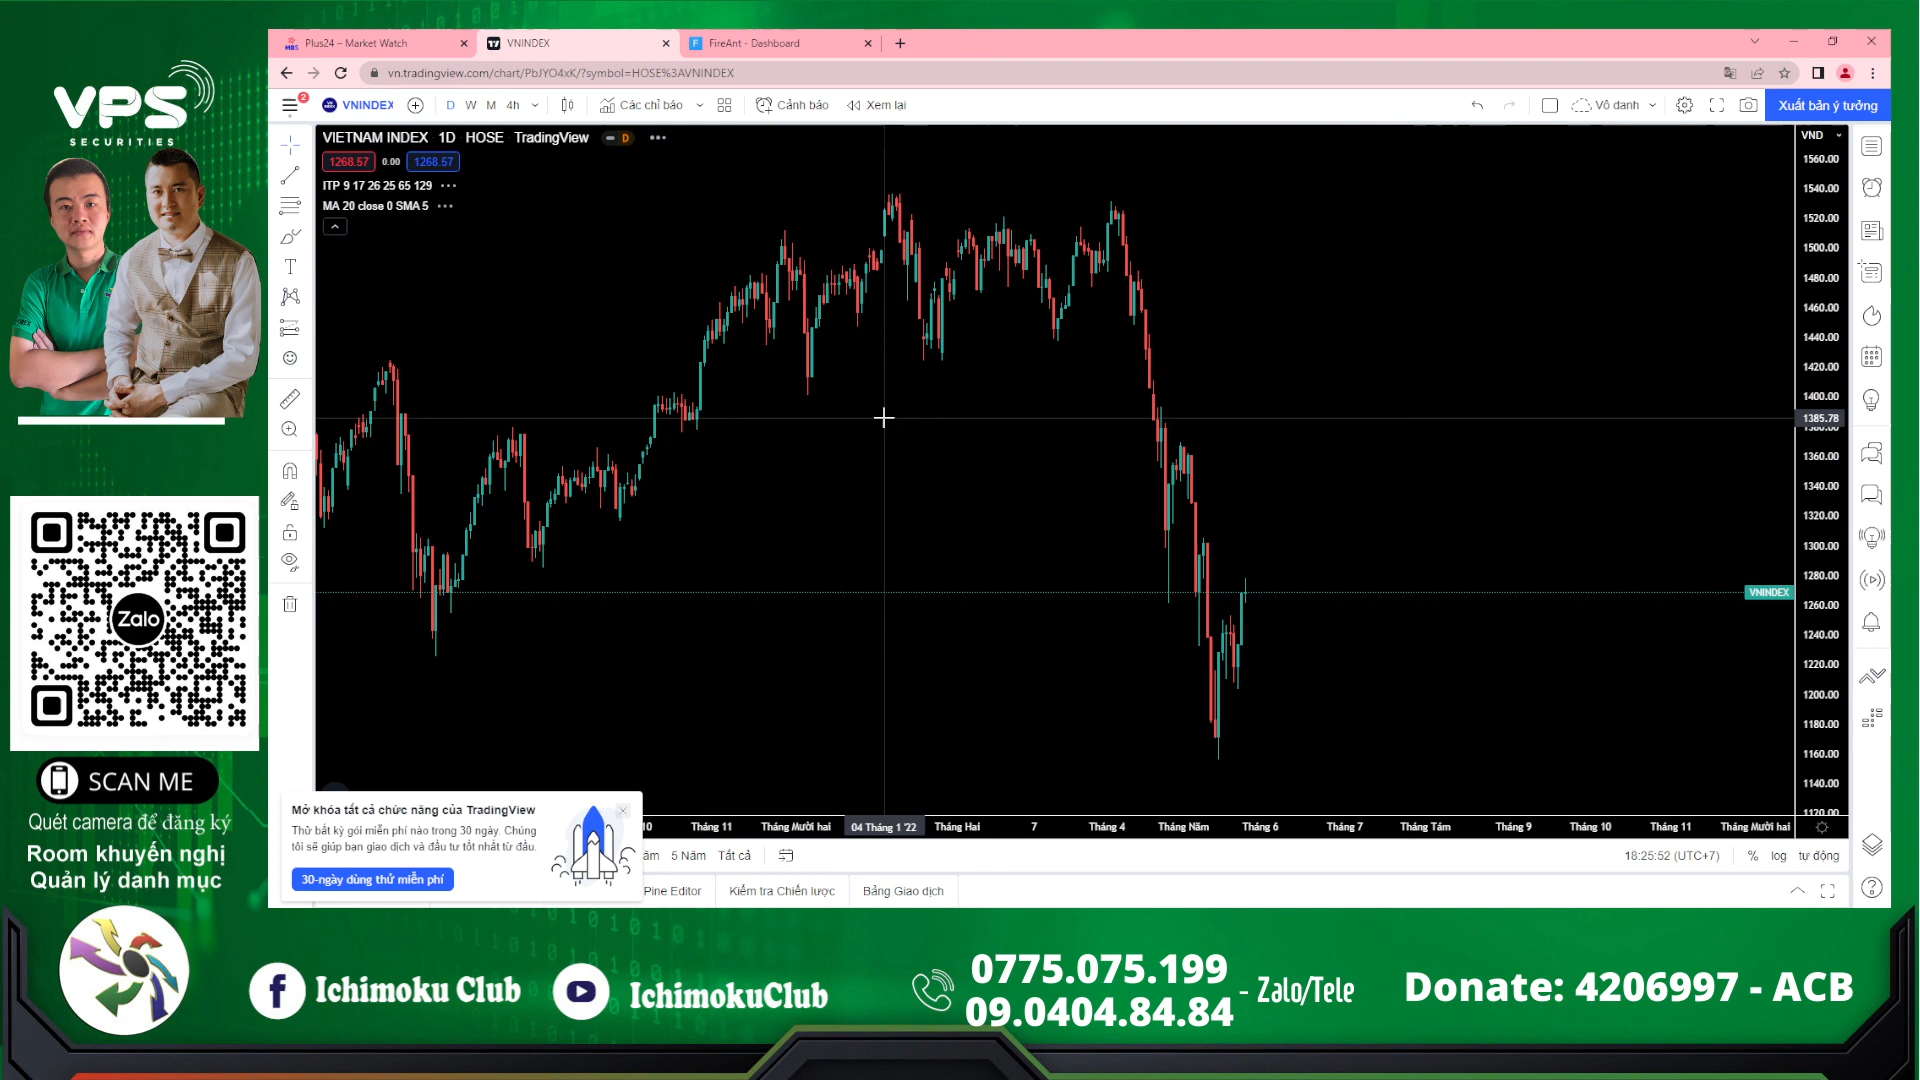 VPS
SECURITIES
Zalo
SCAN ME
Quét camera để đăng ký
Room khuyến nghị
Quản lý danh mục
Plus24 – Market Watch
VNINDEX
FireAnt - Dashboard
vn.tradingview.com/chart/PbJYO4xK/?symbol=HOSE%3AVNINDEX
2
VNINDEX
D W M 4h
Các chỉ báo
Cảnh báo
Xem lại
Vô danh
Xuất bản ý tưởng
VIETNAM INDEX 1D HOSE TradingView
D
1268.57 0.00 1268.57
ITP 9 17 26 25 65 129
MA 20 close 0 SMA 5
VND
1560.00
1540.00
1520.00
1500.00
1480.00
1460.00
1440.00
1420.00
1400.00
1385.78
1380.00
1360.00
1340.00
1320.00
1300.00
1280.00
VNINDEX
1260.00
1240.00
1220.00
1200.00
1180.00
1160.00
1140.00
1120.00
10 Tháng 11 Tháng Mười hai 04 Tháng 1 '22 Tháng Hai 7 Tháng 4 Tháng Năm Tháng 6 Tháng 7 Tháng Tám Tháng 9 Tháng 10 Tháng 11 Tháng Mười hai
Mở khóa tất cả chức năng của TradingView
Thử bất kỳ gói miễn phí nào trong 30 ngày. Chúng
tôi sẽ giúp bạn giao dịch và đầu tư tốt nhất từ đầu.
30-ngày dùng thử miễn phí
ăm 5 Năm Tất cả
18:25:52 (UTC+7) % log tự động
Pine Editor
Kiểm tra Chiến lược
Bảng Giao dịch
Ichimoku Club
IchimokuClub
0775.075.199
09.0404.84.84
- Zalo/Tele
Donate: 4206997 - ACB